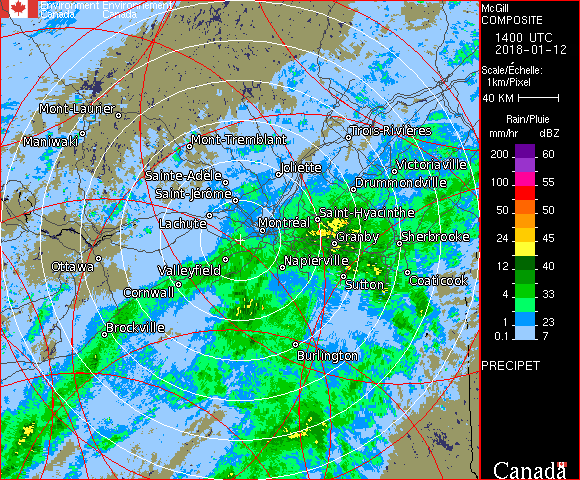 Environment Environnement
Canada Canada
McGill
COMPOSITE
1400 UTC
2018-01-12
Scale/Échelle:
1km/Pixel
40 KM
Rain/Pluie
mm/hr dBZ
200 60
100 55
50 50
24 45
12 40
4 33
1 23
0.1 7
PRECIPET
Canada
Mont-Laurier
Maniwaki
Trois-Rivières
Mont-Tremblant
Joliette
Victoriaville
Sainte-Adèle
Drummondville
Saint-Jérôme
Lachute
Saint-Hyacinthe
Montréal
Granby
Sherbrooke
Ottawa
Valleyfield
Napierville
Coaticook
Cornwall
Sutton
Brockville
Burlington